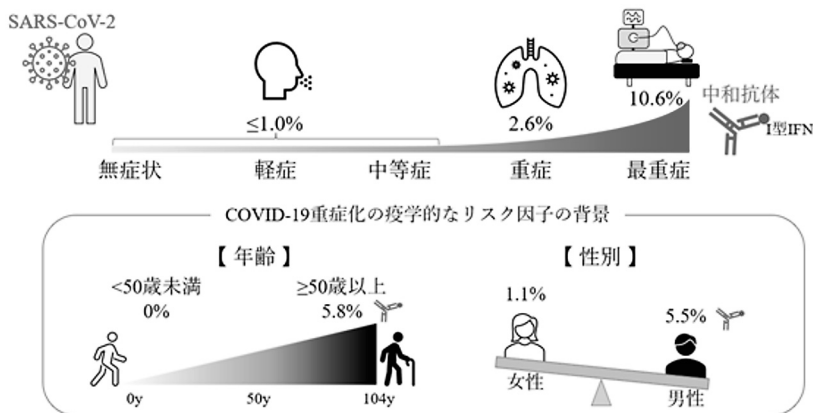 SARS-CoV-2
≤1.0%
2.6%
10.6%
中和抗体
I型IFN
無症状 軽症 中等症 重症 最重症
COVID-19重症化の疫学的なリスク因子の背景
【 年齢 】
<50歳未満
0%
≥50歳以上
5.8%
0y 50y 104y
【 性別 】
1.1%
5.5%
女性
男性